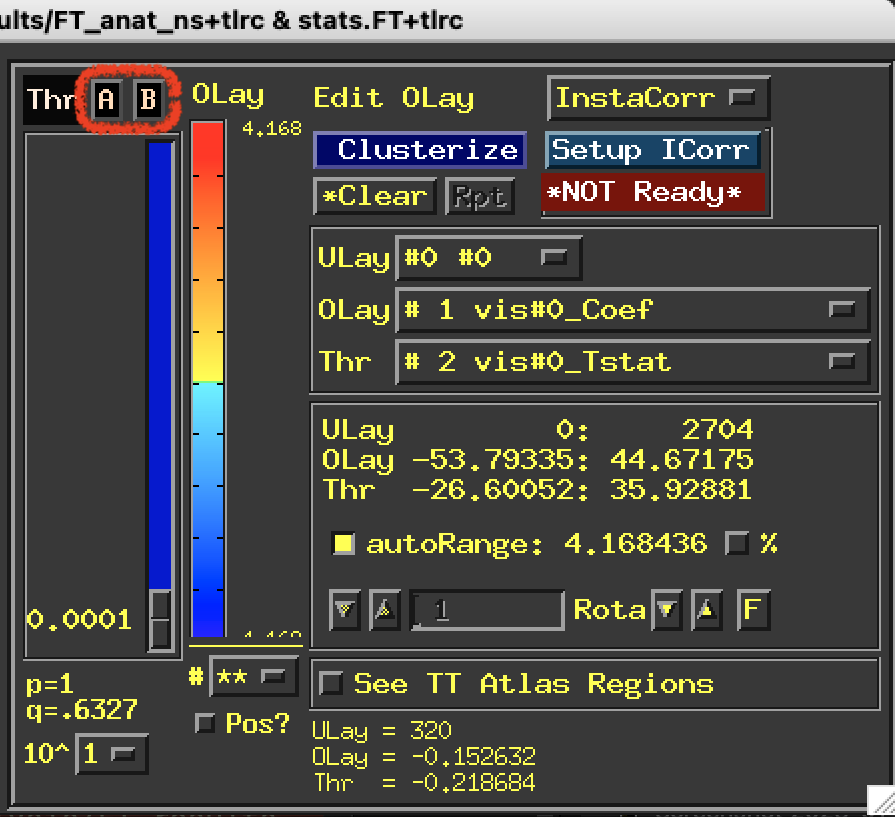 ults/FT_anat_ns+tlrc & stats.FT+tlrc
Thr A B OLay
4.168
Edit OLay InstaCorr
Clusterize Setup ICorr
*Clear Rpt *NOT Ready*
ULay #0 #0
OLay # 1 vis#0_Coef
Thr # 2 vis#0_Tstat
ULay 0: 2704
OLay -53.79335: 44.67175
Thr -26.60052: 35.92881
autoRange: 4.168436 %
1 Rota F
0.0001
# **
See TT Atlas Regions
p=1
q=.6327
Pos?
10^ 1
ULay = 320
OLay = -0.152632
Thr = -0.218684